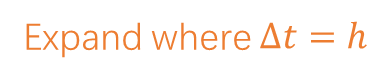 Expand where Δt = h